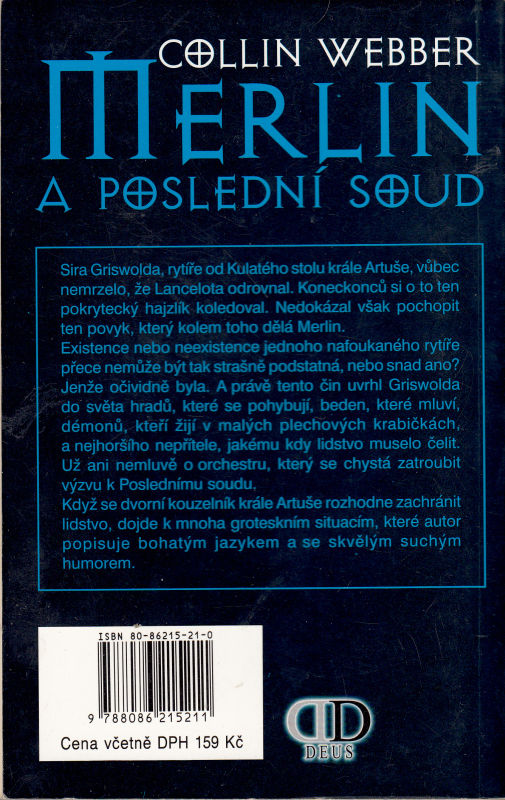 COLLIN WEBBER
MERLIN
A POSLEDNÍ SOUD
Sira Griswolda, rytíře od Kulatého stolu krále Artuše, vůbec
nemrzelo, že Lancelota odrovnal. Koneckonců si o to ten
pokrytecký hajzlík koledoval. Nedokázal však pochopit
ten povyk, který kolem toho dělá Merlin.
Existence nebo neexistence jednoho nafoukaného rytíře
přece nemůže být tak strašně podstatná, nebo snad ano?
Jenže očividně byla. A právě tento čin uvrhl Griswolda
do světa hradů, které se pohybují, beden, které mluví,
démonů, kteří žijí v malých plechových krabičkách,
a nejhoršího nepřítele, jakému kdy lidstvo muselo čelit.
Už ani nemluvě o orchestru, který se chystá zatroubit
výzvu k Poslednímu soudu.
Když se dvorní kouzelník krále Artuše rozhodne zachránit
lidstvo, dojde k mnoha groteskním situacím, které autor
popisuje bohatým jazykem a se skvělým suchým
humorem.
ISBN 80-86215-21-0
9 788086 215211
Cena včetně DPH 159 Kč
DD
DEUS